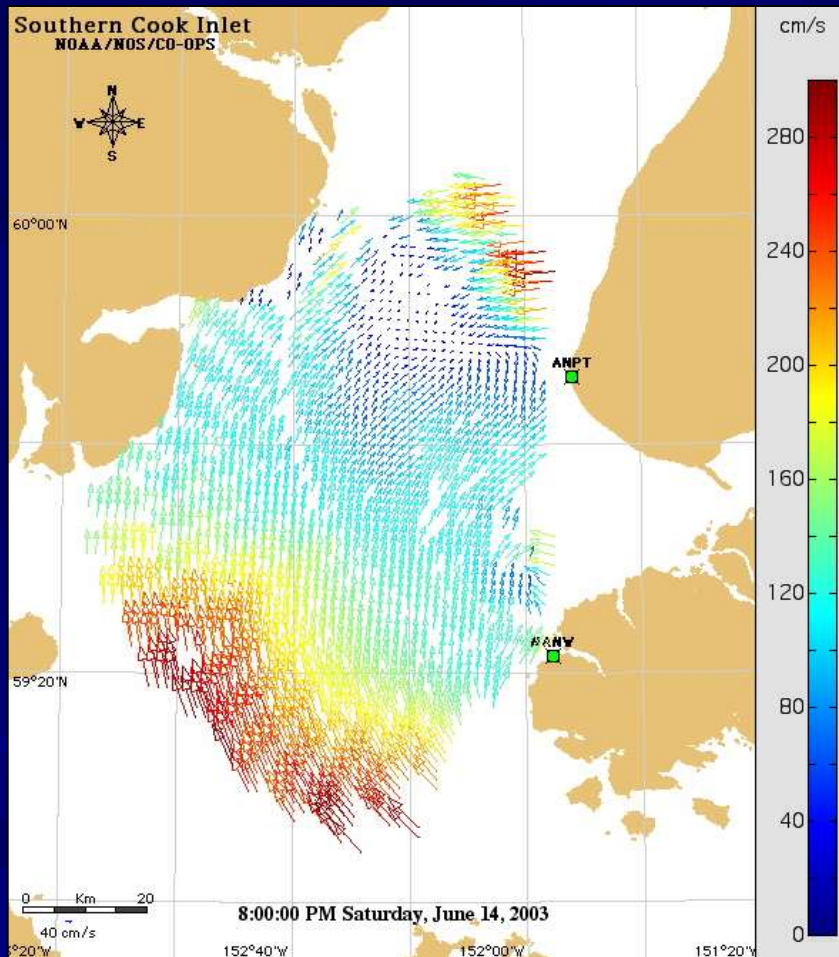 Southern Cook Inlet
NOAA/NOS/CO-OPS
cm/s
N
W E
S
280
60°00'N
240
ANPT
200
160
120
NANW
59°20'N
80
40
0 Km 20
8:00:00 PM Saturday, June 14, 2003
40 cm/s
0
°20'W
152°40'W
152°00'W
151°20'W